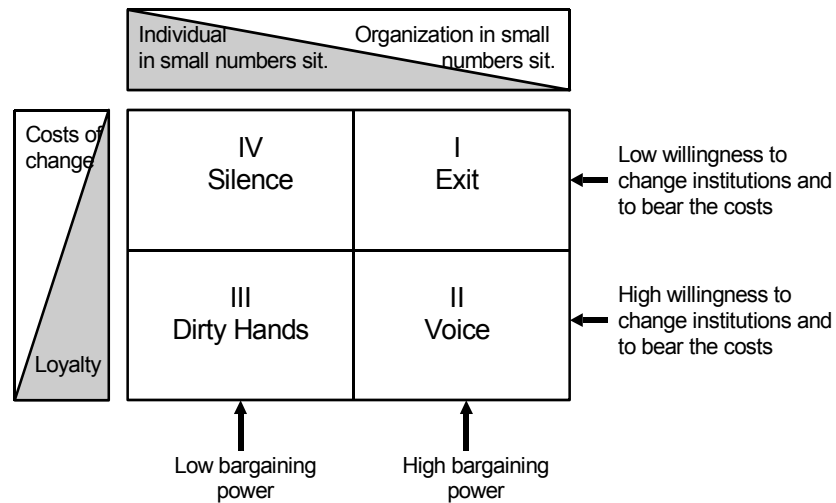 Individual
in small numbers sit.
Organization in small
numbers sit.
Costs of
change
Loyalty
IV
Silence
I
Exit
III
Dirty Hands
II
Voice
Low willingness to
change institutions and
to bear the costs
High willingness to
change institutions and
to bear the costs
Low bargaining
power
High bargaining
power